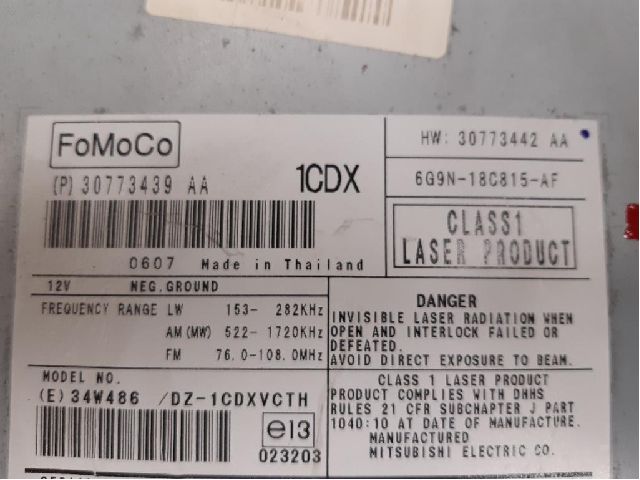 FoMoCo
(P) 30773439 AA
1CDX
HW: 30773442 AA
6G9N-18C815-AF
CLASS1
LASER PRODUCT
0607 Made in Thailand
12V NEG.GROUND
FREQUENCY RANGE LW 153- 282KHz
AM(MW) 522- 1720KHz
FM 76.0-108.0MHz
DANGER
INVISIBLE LASER RADIATION WHEN
OPEN AND INTERLOCK FAILED OR
DEFEATED.
AVOID DIRECT EXPOSURE TO BEAM.
MODEL NO.
(E) 34W486 /DZ-1CDXVCTH
e13
023203
CLASS 1 LASER PRODUCT
PRODUCT COMPLIES WITH DHHS
RULES 21 CFR SUBCHAPTER J PART
1040:10 AT DATE OF MANUFACTURE.
MANUFACTURED
MITSUBISHI ELECTRIC CO.